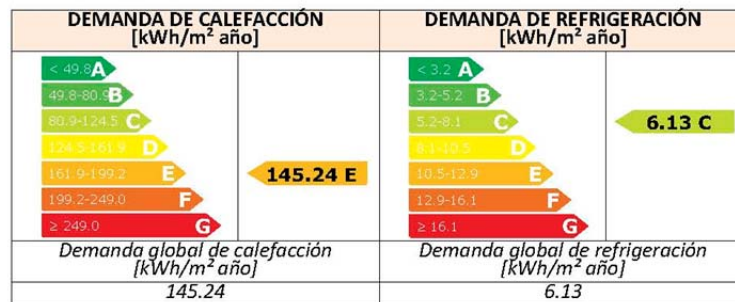 DEMANDA DE CALEFACCIÓN
[kWh/m² año]
< 49.8 A
49.8-80.9 B
80.9-124.5 C
124.5-161.9 D
161.9-199.2 E
199.2-249.0 F
≥ 249.0 G
145.24 E
Demanda global de calefacción
[kWh/m² año]
145.24
DEMANDA DE REFRIGERACIÓN
[kWh/m² año]
< 3.2 A
3.2-5.2 B
5.2-8.1 C
8.1-10.5 D
10.5-12.9 E
12.9-16.1 F
≥ 16.1 G
6.13 C
Demanda global de refrigeración
[kWh/m² año]
6.13